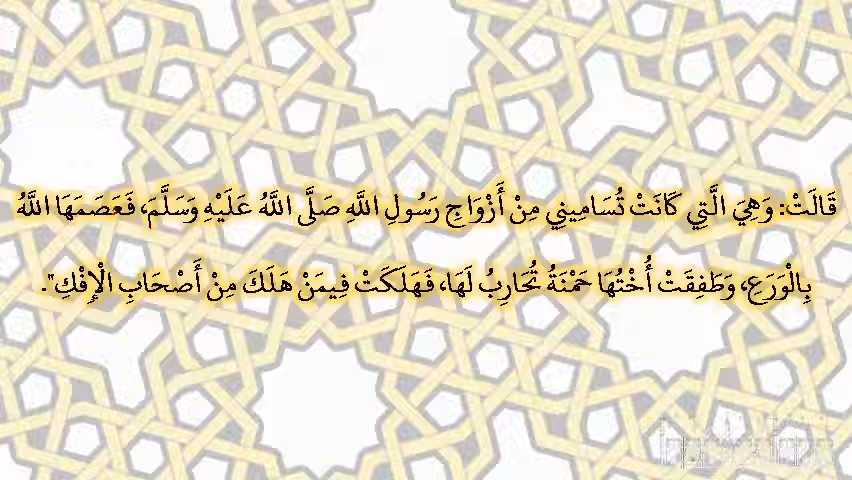 قَالَتْ: وَهِيَ الَّتِي كَانَتْ تُسَامِينِي مِنْ أَزْوَاجِ رَسُولِ اللَّهِ صَلَّى اللَّهُ عَلَيْهِ وَسَلَّمَ، فَعَصَمَهَا اللَّهُ
بِالْوَرَعِ، وَطَفِقَتْ أُخْتُهَا حَمْنَةُ تُحَارِبُ لَهَا، فَهَلَكَتْ فِيمَنْ هَلَكَ مِنْ أَصْحَابِ الْإِفْكِ".